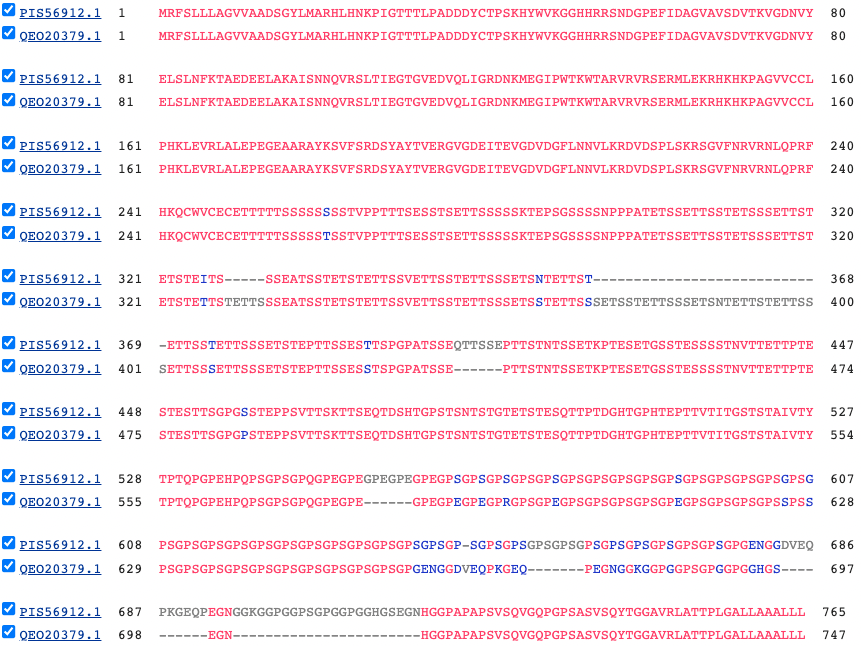 PIS56912.1 1 MRFSLLLAGVVAADSGYLMARHLHNKPIGTTTLPADDDYCTPSKHYWVKGGHHRRSNDGPEFIDAGVAVSDVTKVGDNVY 80
QEO20379.1 1 MRFSLLLAGVVAADSGYLMARHLHNKPIGTTTLPADDDYCTPSKHYWVKGGHHRRSNDGPEFIDAGVAVSDVTKVGDNVY 80
PIS56912.1 81 ELSLNFKTAEDEELAKAISNNQVRSLTIEGTGVEDVQLIGRDNKMEGIPWTKWTARVRVRSERMLEKRHKHKPAGVVCCL 160
QEO20379.1 81 ELSLNFKTAEDEELAKAISNNQVRSLTIEGTGVEDVQLIGRDNKMEGIPWTKWTARVRVRSERMLEKRHKHKPAGVVCCL 160
PIS56912.1 161 PHKLEVRLALEPEGEAARAYKSVFSRDSYAYTVERGVGDEITEVGDVDGFLNNVLKRDVDSPLSKRSGVFNRVRNLQPRF 240
QEO20379.1 161 PHKLEVRLALEPEGEAARAYKSVFSRDSYAYTVERGVGDEITEVGDVDGFLNNVLKRDVDSPLSKRSGVFNRVRNLQPRF 240
PIS56912.1 241 HKQCWVCECETTTTTSSSSSSSSTVPPTTTSESSTSETTSSSSSKTEPSGSSSSNPPPATETSSETTSSTETSSSETTST 320
QEO20379.1 241 HKQCWVCECETTTTTSSSSSTSSTVPPTTTSESSTSETTSSSSSKTEPSGSSSSNPPPATETSSETTSSTETSSSETTST 320
PIS56912.1 321 ETSTEITS-----SSEATSSTETSTETTSSVETTSSTETTSSSETSNTETTST--------------------------- 368
QEO20379.1 321 ETSTETTSTETTSSSEATSSTETSTETTSSVETTSSTETTSSSETSSTETTSSSETSSTETTSSSETSNTETTSTETTSS 400
PIS56912.1 369 -ETTSSTETTSSSETSSTEPTTSSESTTSPGPATSSEQTTSSEPTTSTNTSSETKPTESETGSSTESSSSTNVTTETTPTE 447
QEO20379.1 401 SETTSSSETTSSSETSSTEPTTSSESSTSPGPATSSE------PTTSTNTSSETKPTESETGSSTESSSSTNVTTETTPTE 474
PIS56912.1 448 STESTTSGPGSSTEPPSVTTSKTTSEQTDSHTGPSTSNTSTGTETSTESQTTPTDGHTGPHTEPTTVTITGSTSTAIVTY 527
QEO20379.1 475 STESTTSGPGPSTEPPSVTTSKTTSEQTDSHTGPSTSNTSTGTETSTESQTTPTDGHTGPHTEPTTVTITGSTSTAIVTY 554
PIS56912.1 528 TPTQPGPEHPQPSGPSGPQGPEGPEGPEGPEGPEGPSGPSGPSGPSGPSGPSGPSGPSGPSGPSGPSGPSGPSGPSGPSG 607
QEO20379.1 555 TPTQPGPEHPQPSGPSGPQGPEGPE------GPEGPEGPEGPRGPSGPEGPSGPSGPSGPSGPEGPSGPSGPSGPSSPSS 628
PIS56912.1 608 PSGPSGPSGPSGPSGPSGPSGPSGPSGPSGPSGPSGP-SGPSGPSGPSGPSGPSGPSGPSGPSGPSGPSGPGENGGDVEQ 686
QEO20379.1 629 PSGPSGPSGPSGPSGPSGPSGPSGPSGPSGPGENGGDVEQPKGEQ-------PEGNGGKGGPGGPSGPGGPGGHGS---- 697
PIS56912.1 687 PKGEQPEGNGGKGGPGGPSGPGGPGGHGSEGNHGGPAPAPSVSQVGQPGPSASVSQYTGGAVRLATTPLGALLAAALLL 765
QEO20379.1 698 ------EGN-----------------------HGGPAPAPSVSQVGQPGPSASVSQYTGGAVRLATTPLGALLAAALLL 747